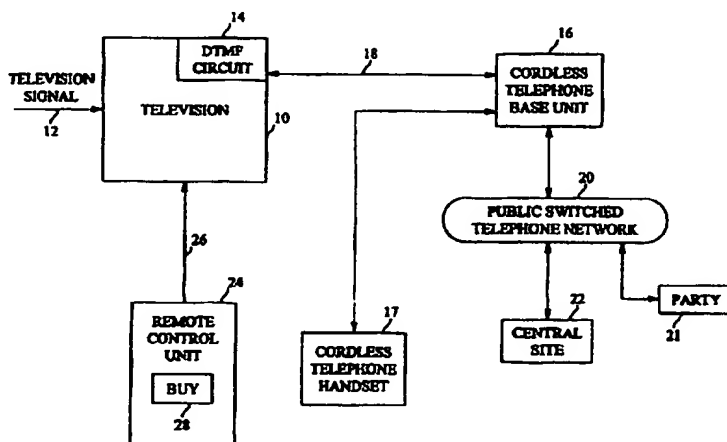 14
DTMF
CIRCUIT
TELEVISION
SIGNAL
12
TELEVISION
10
18
16
CORDLESS
TELEPHONE
BASE UNIT
20
PUBLIC SWITCHED
TELEPHONE NETWORK
26
24
REMOTE
CONTROL
UNIT
BUY
28
17
CORDLESS
TELEPHONE
HANDSET
22
CENTRAL
SITE
PARTY
21